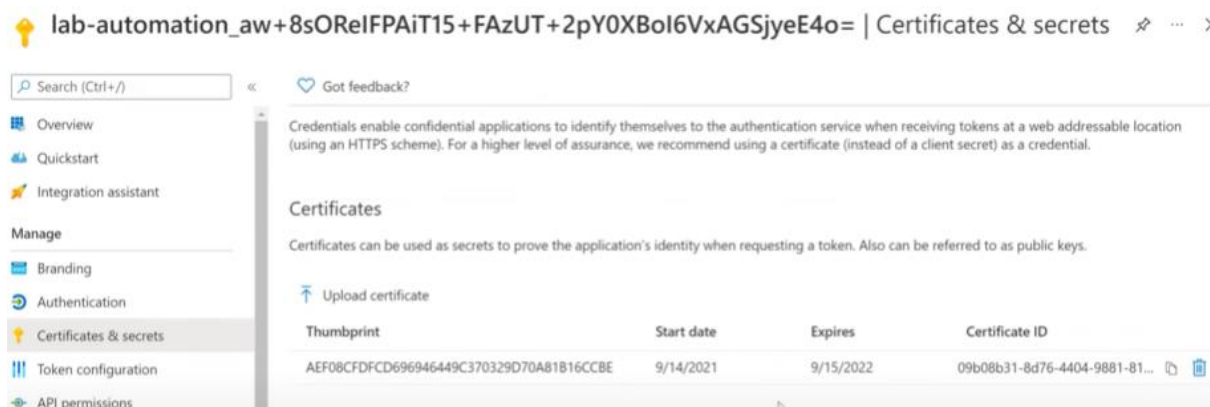 lab-automation_aw+8sOReIFPAiT15+FAzUT+2pY0XBoI6VxAGSjyeE4o= | Certificates & secrets
Search (Ctrl+/)
Got feedback?
Overview
Quickstart
Integration assistant
Manage
Branding
Authentication
Certificates & secrets
Token configuration
API permissions
Credentials enable confidential applications to identify themselves to the authentication service when receiving tokens at a web addressable location
(using an HTTPS scheme). For a higher level of assurance, we recommend using a certificate (instead of a client secret) as a credential.
Certificates
Certificates can be used as secrets to prove the application's identity when requesting a token. Also can be referred to as public keys.
Upload certificate
Thumbprint Start date Expires Certificate ID
AEF08CFDFCD696946449C370329D70A81B16CCBE 9/14/2021 9/15/2022 09b08b31-8d76-4404-9881-81...